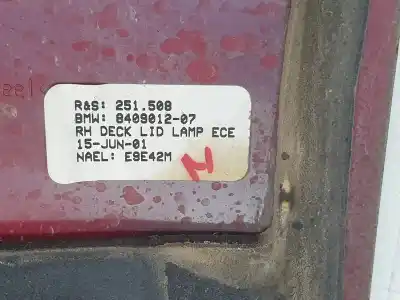 R&S: 251.508
BMW: 8409012-07
RH DECK LID LAMP ECE
15-JUN-01
NAEL: E9E42M
N